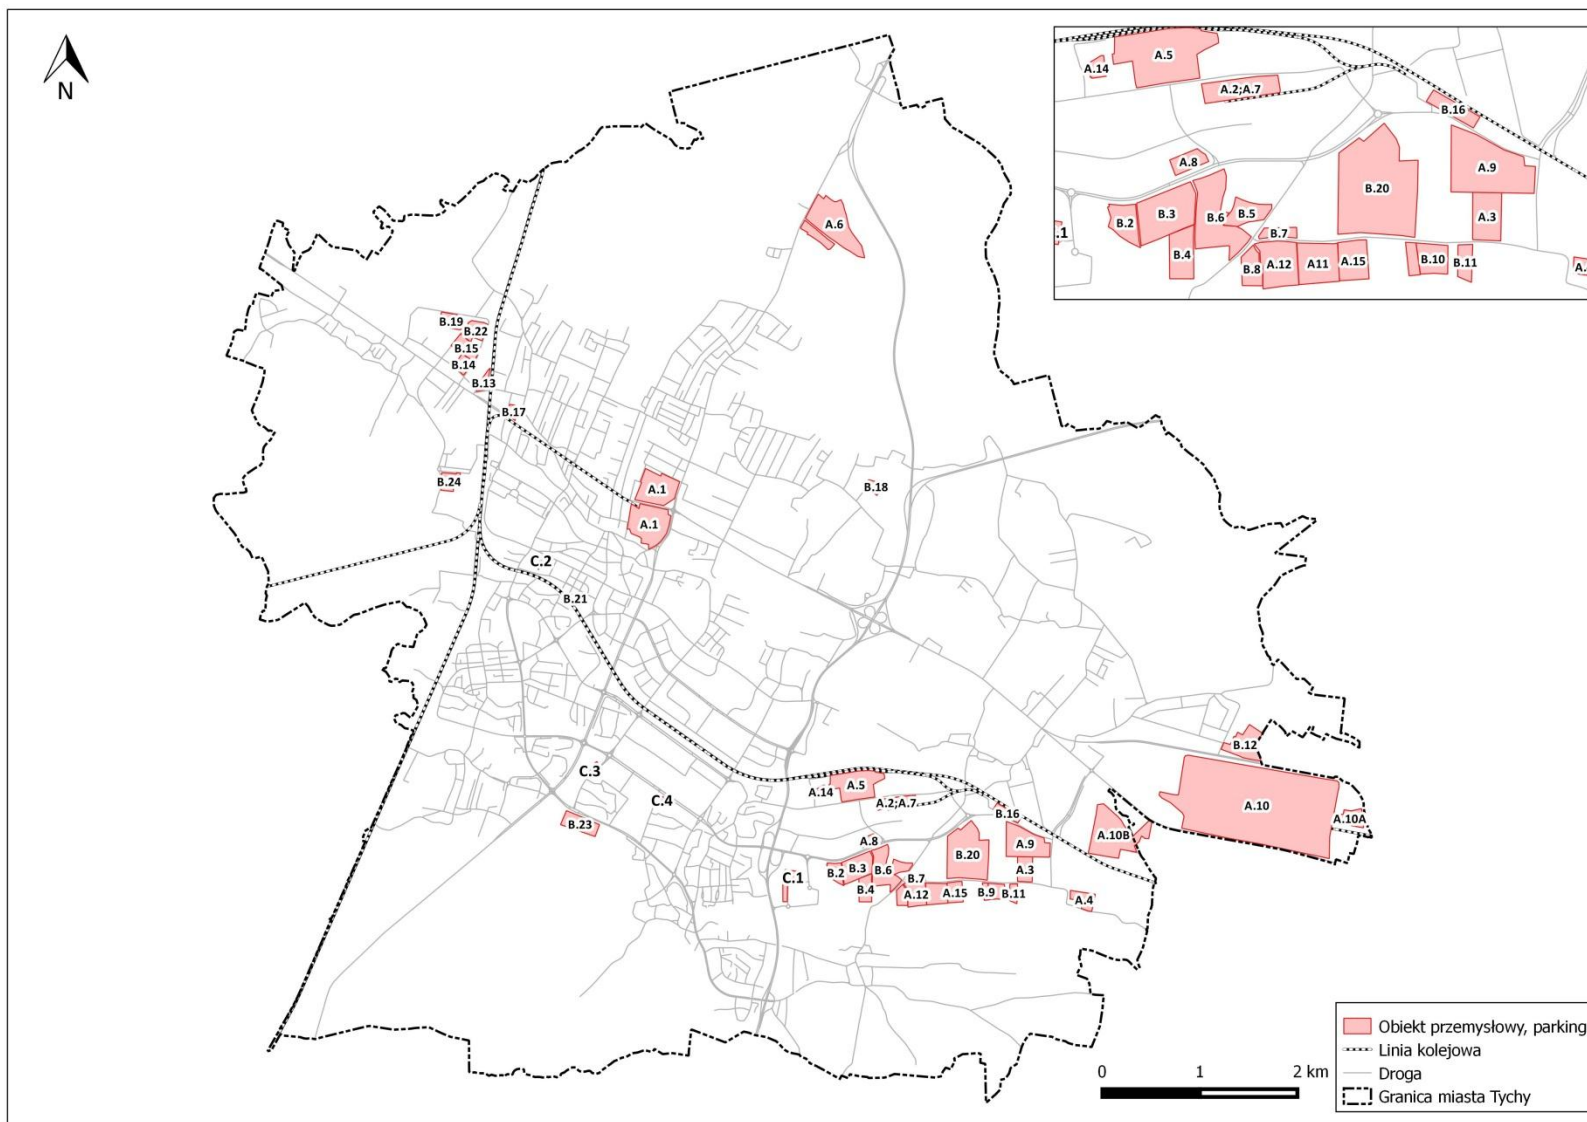 N
A.5
A.14
A.2;A.7
B.16
A.8
A.9
B.20
B.2
B.3
B.6
B.5
A.3
.1
B.7
B.4
B.8
A.12
A11
A.15
B.10
B.11
A.
A.6
B.19
B.22
B.15
B.14
B.13
B.17
B.24
A.1
B.18
A.1
C.2
B.21
B.12
C.3
A.5
A.14
C.4
A.2;A.7
A.10
A.10A
B.16
B.23
A.10B
A.8
A.9
B.20
B.3
B.6
B.2
A.3
C.1
B.7
B.4
A.12
A.15
B.9
B.11
A.4
0 1 2 km
Obiekt przemysłowy, parking
Linia kolejowa
Droga
Granica miasta Tychy